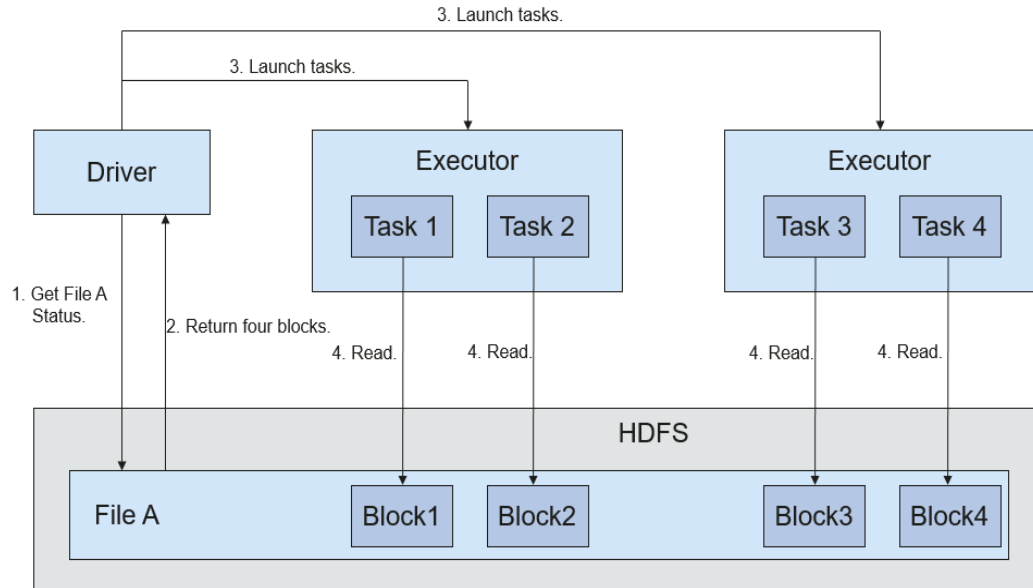 3. Launch tasks.
3. Launch tasks.
Driver
Executor
Executor
Task 1
Task 2
Task 3
Task 4
1. Get File A
Status.
2. Return four blocks.
4. Read.
4. Read.
4. Read.
4. Read.
HDFS
File A
Block1
Block2
Block3
Block4